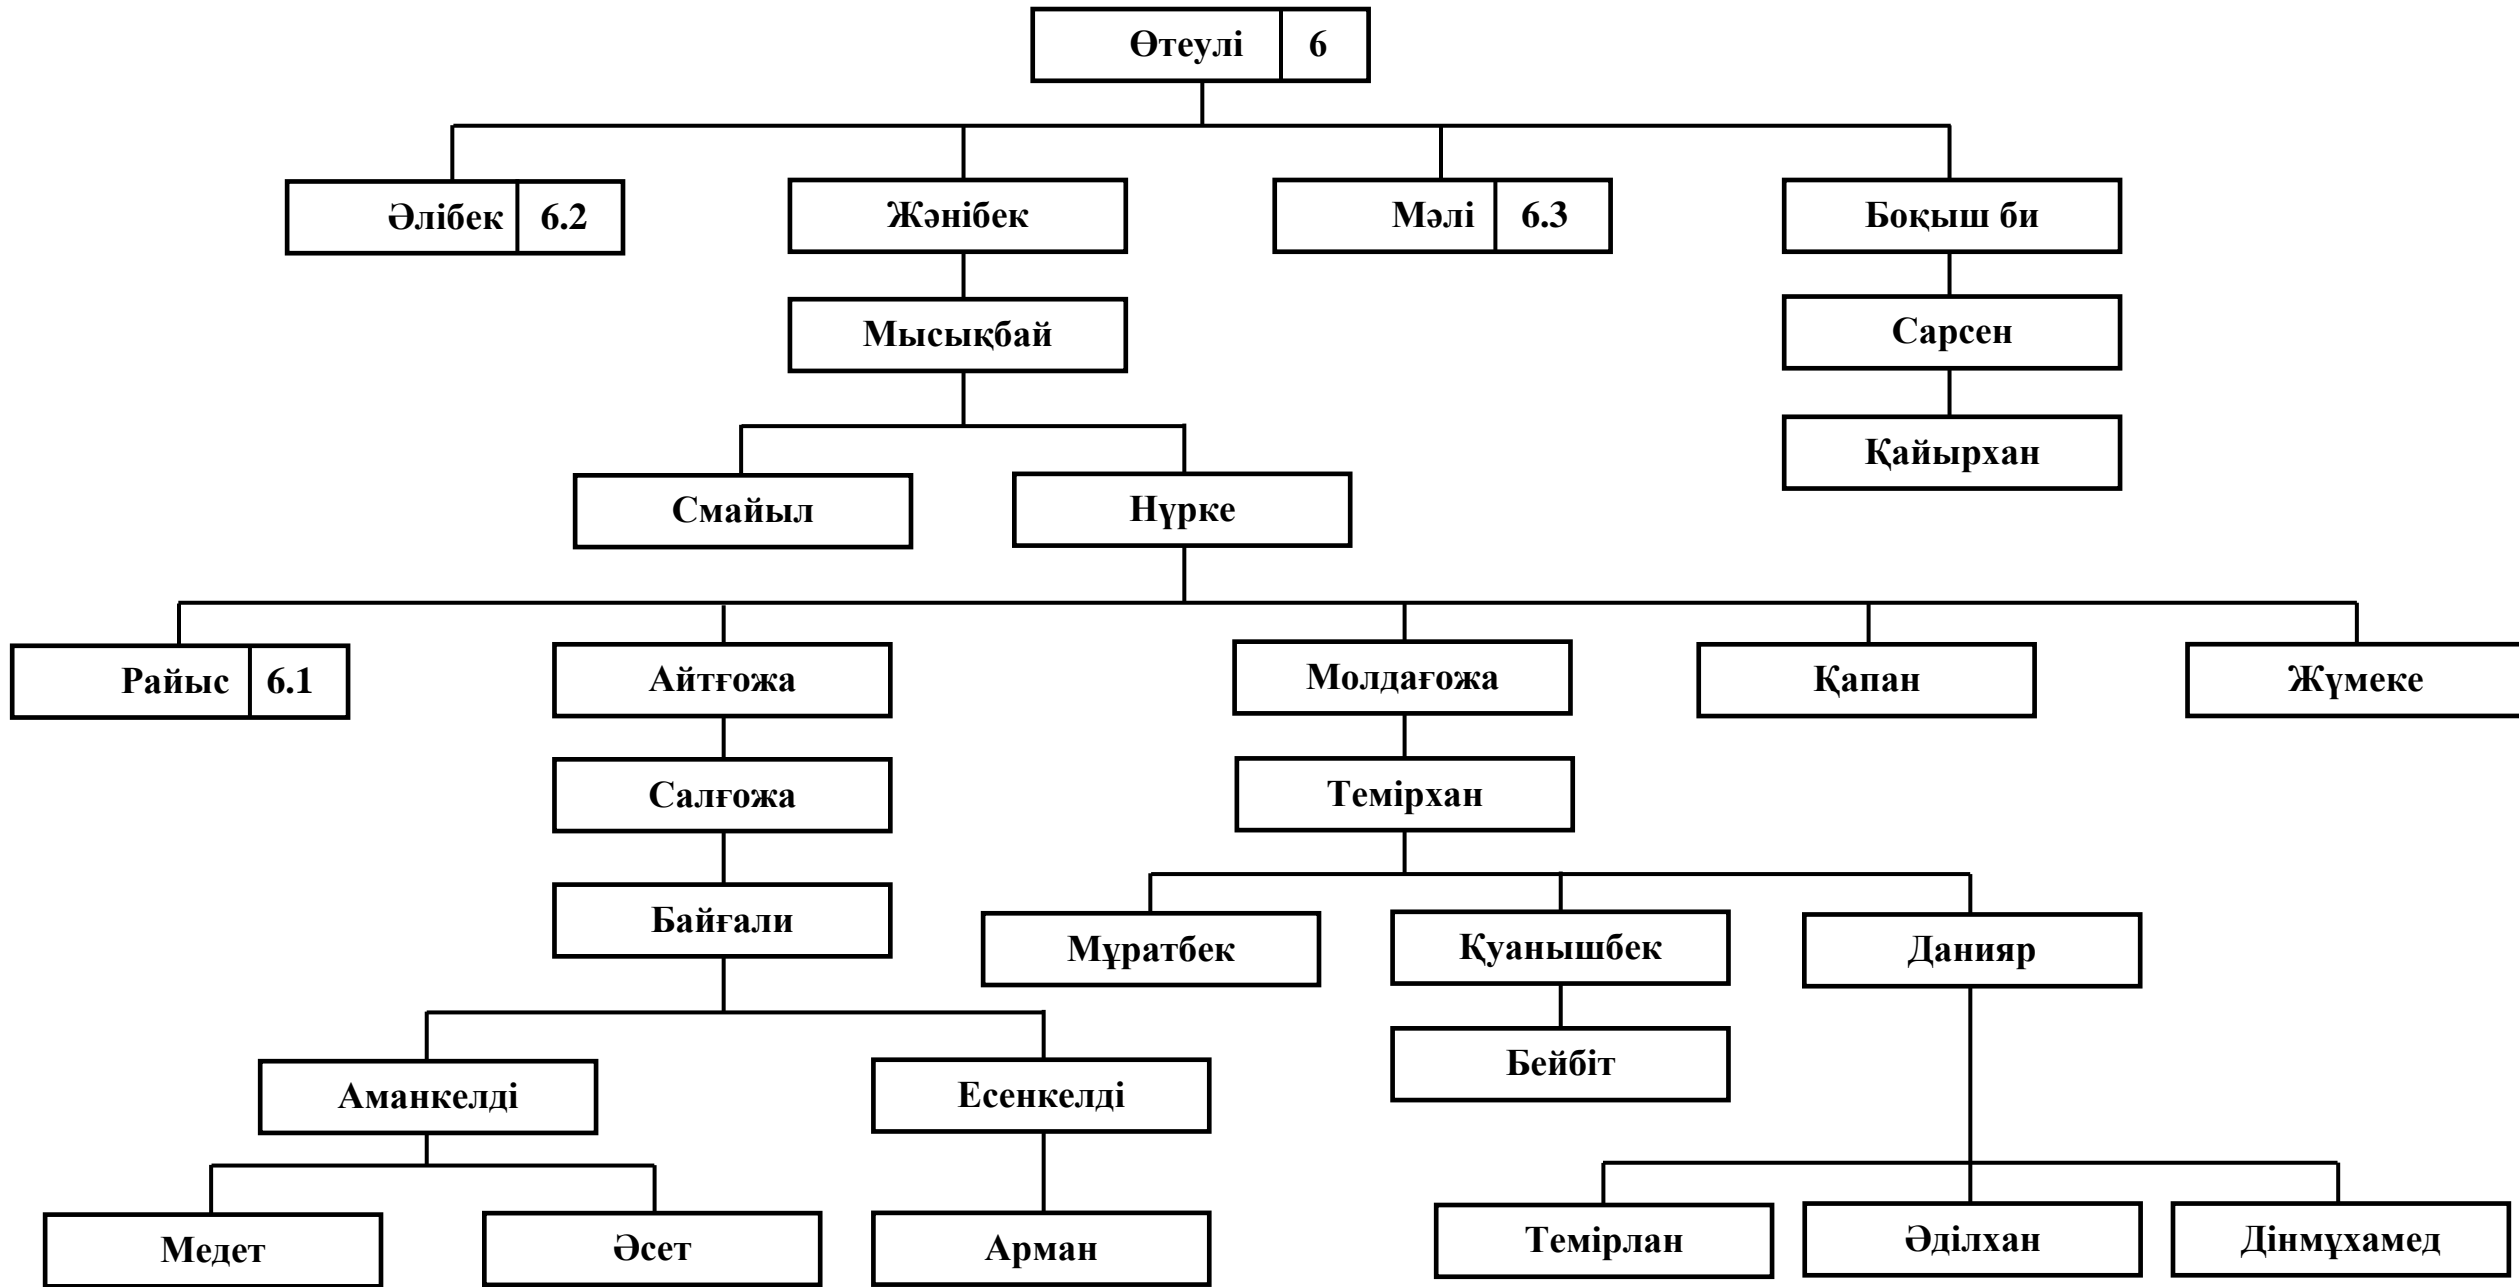 Өтеулі 6
Әлібек 6.2
Жәнібек
Мәлі 6.3
Боқыш би
Мысықбай
Сарсен
Қайырхан
Смайыл
Нүрке
Райыс 6.1
Айтғожа
Молдағожа
Қапан
Жүмеке
Салғожа
Темірхан
Байғали
Мұратбек
Қуанышбек
Данияр
Аманкелді
Есенкелді
Бейбіт
Медет
Әсет
Арман
Темірлан
Әділхан
Дінмұхамед